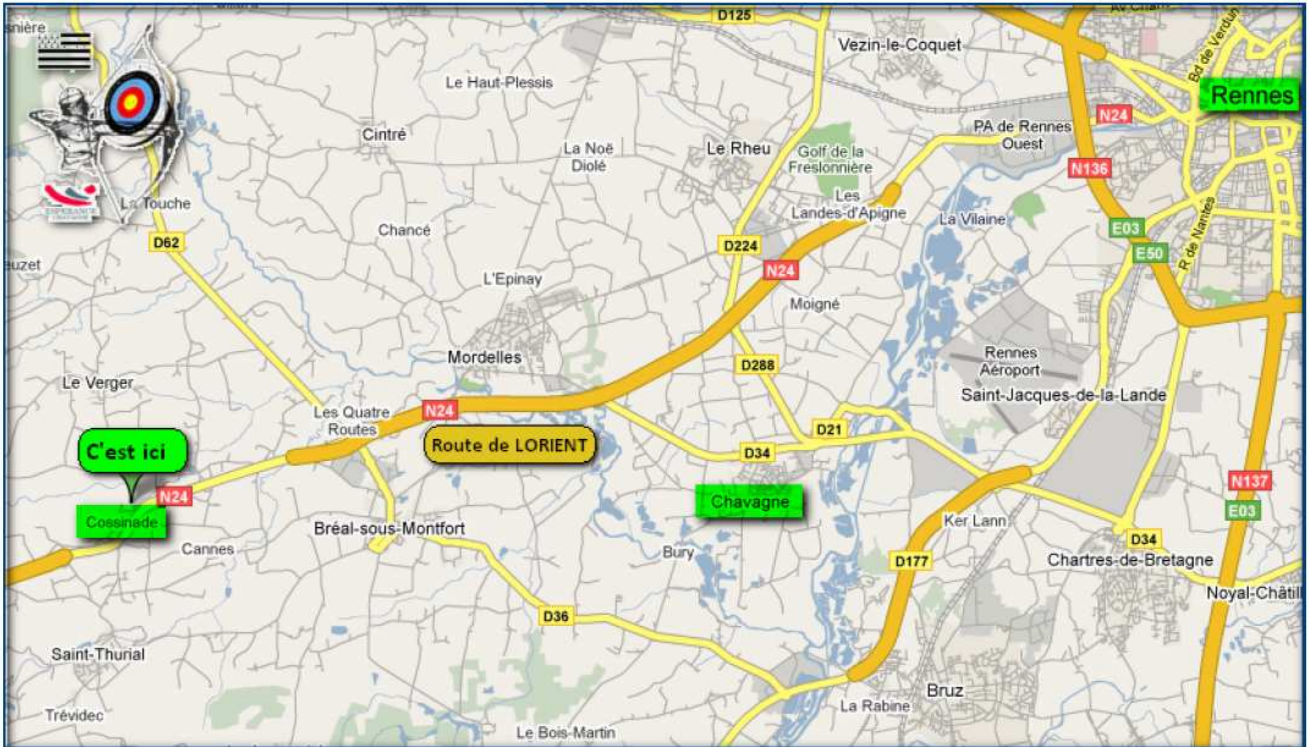 D125
Av Cham
Vezin-le-Coquet
Bd de Verdun
Le Haut-Plessis
Rennes
N24
PA de Rennes
Ouest
Cintré
La Noë
Diolé
Le Rheu
Golf de la
Freslonnière
N136
ESPERANCE
La Touche
Les
Landes-d'Apigne
La Vilaine
R de Nantes
Chancé
E03
D62
D224
E50
L'Epinay
N24
Moigné
Mordelles
Rennes
Aéroport
D288
Le Verger
Saint-Jacques-de-la-Lande
Les Quatre
Routes
N24
D21
C'est ici
Route de LORIENT
D34
N137
N24
Chavagne
E03
Cossinade
Ker Lann
Bréal-sous-Montfort
Cannes
Bury
D177
D34
Chartres-de-Bretagne
Noyal-Châtill
D36
Saint-Thurial
Bruz
La Rabine
Trévidec
Le Bois-Martin